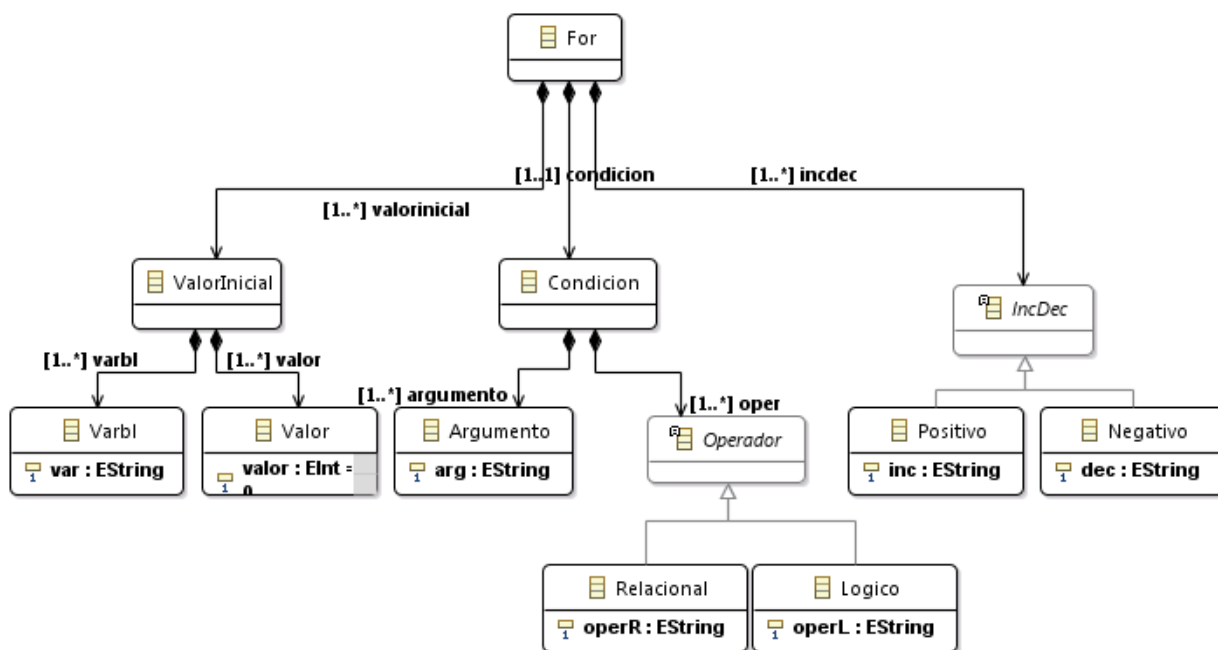 For
[1..1] condicion
[1..*] incdec
[1..*] valorinicial
ValorInicial
Condicion
IncDec
[1..*] varbl
[1..*] valor
[1..*] argumento
[1..*] oper
Varbl
Valor
Argumento
Operador
Positivo
Negativo
var : EString
valor : EInt =
0
arg : EString
inc : EString
dec : EString
Relacional
Logico
operR : EString
operL : EString